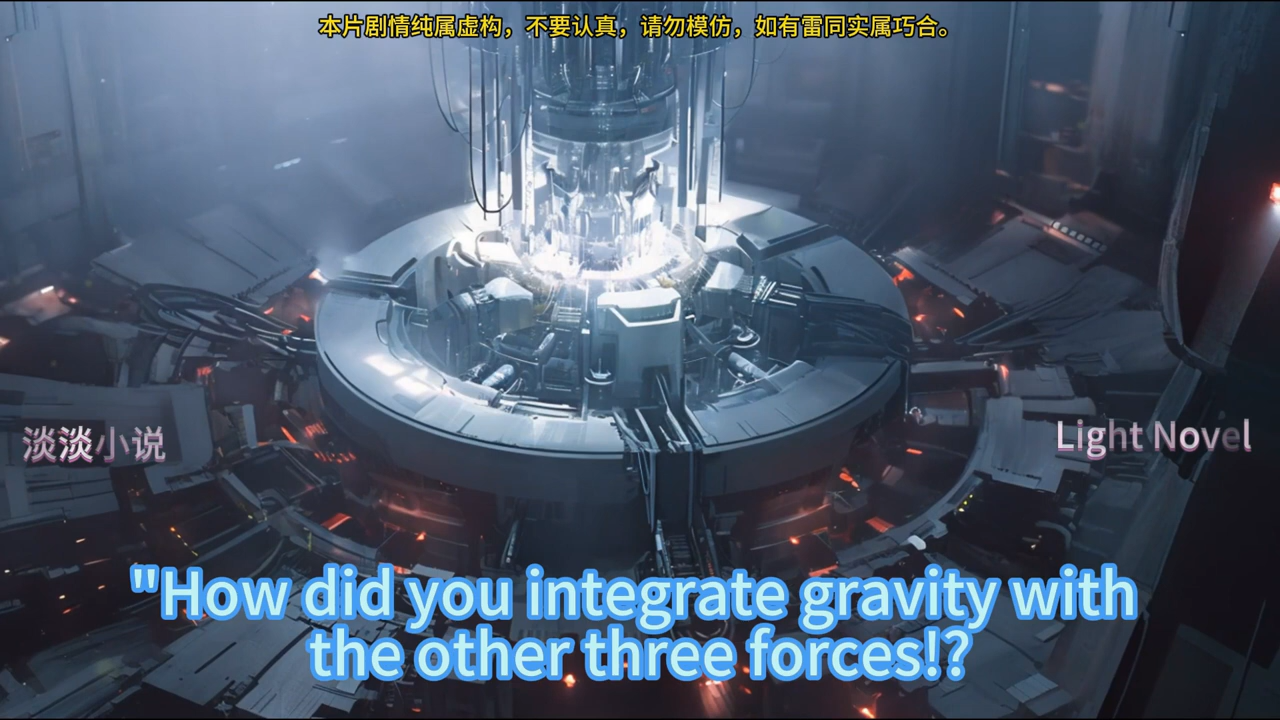 本片剧情纯属虚构，不要认真，请勿模仿，如有雷同实属巧合。
淡淡小说
Light Novel
"How did you integrate gravity with
the other three forces!?